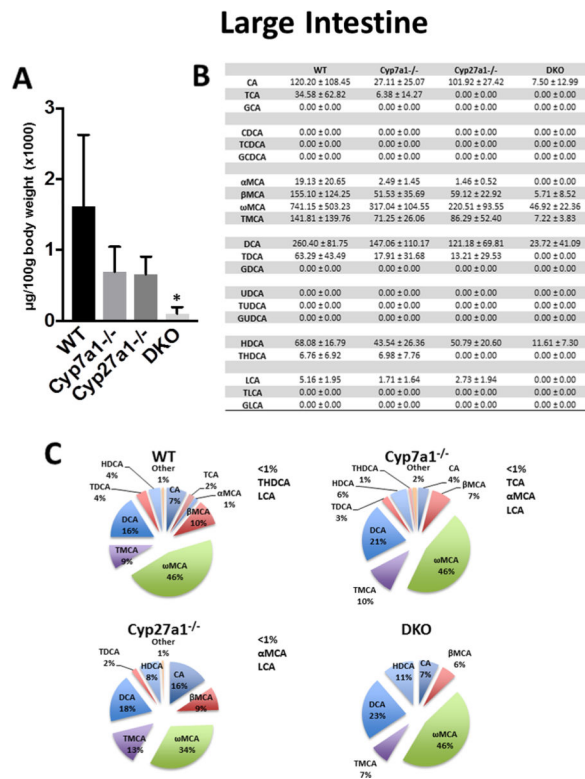 Large Intestine
A
µg/100g body weight (x1000)
3
2
1
0
*
WT
Cyp7a1-/-
Cyp27a1-/-
DKO
B
WT Cyp7a1-/- Cyp27a1-/- DKO
CA 120.20 ± 108.45 27.11 ± 25.07 101.92 ± 27.42 7.50 ± 12.99
TCA 34.58 ± 62.82 6.38 ± 14.27 0.00 ± 0.00 0.00 ± 0.00
GCA 0.00 ± 0.00 0.00 ± 0.00 0.00 ± 0.00 0.00 ± 0.00
CDCA 0.00 ± 0.00 0.00 ± 0.00 0.00 ± 0.00 0.00 ± 0.00
TCDCA 0.00 ± 0.00 0.00 ± 0.00 0.00 ± 0.00 0.00 ± 0.00
GCDCA 0.00 ± 0.00 0.00 ± 0.00 0.00 ± 0.00 0.00 ± 0.00
αMCA 19.13 ± 20.65 2.49 ± 1.45 1.46 ± 0.52 0.00 ± 0.00
βMCA 155.10 ± 124.25 51.53 ± 35.69 59.12 ± 22.92 5.71 ± 8.52
ωMCA 741.15 ± 503.23 317.04 ± 104.55 220.51 ± 93.55 46.92 ± 22.36
TMCA 141.81 ± 139.76 71.25 ± 26.06 86.29 ± 52.40 7.22 ± 3.83
DCA 260.40 ± 81.75 147.06 ± 110.17 121.18 ± 69.81 23.72 ± 41.09
TDCA 63.29 ± 43.49 17.91 ± 31.68 13.21 ± 29.53 0.00 ± 0.00
GDCA 0.00 ± 0.00 0.00 ± 0.00 0.00 ± 0.00 0.00 ± 0.00
UDCA 0.00 ± 0.00 0.00 ± 0.00 0.00 ± 0.00 0.00 ± 0.00
TUDCA 0.00 ± 0.00 0.00 ± 0.00 0.00 ± 0.00 0.00 ± 0.00
GUDCA 0.00 ± 0.00 0.00 ± 0.00 0.00 ± 0.00 0.00 ± 0.00
HDCA 68.08 ± 16.79 43.54 ± 26.36 50.79 ± 20.60 11.61 ± 7.30
THDCA 6.76 ± 6.92 6.98 ± 7.76 0.00 ± 0.00 0.00 ± 0.00
LCA 5.16 ± 1.95 1.71 ± 1.64 2.73 ± 1.94 0.00 ± 0.00
TLCA 0.00 ± 0.00 0.00 ± 0.00 0.00 ± 0.00 0.00 ± 0.00
GLCA 0.00 ± 0.00 0.00 ± 0.00 0.00 ± 0.00 0.00 ± 0.00
C
WT
Other
1%
CA
7%
TCA
2%
αMCA
1%
βMCA
10%
ωMCA
46%
TMCA
9%
DCA
16%
TDCA
4%
HDCA
4%
<1%
THDCA
LCA
Cyp7a1-/-
Other
2%
CA
4%
βMCA
7%
ωMCA
46%
TMCA
10%
DCA
21%
TDCA
3%
HDCA
6%
THDCA
1%
<1%
TCA
αMCA
LCA
Cyp27a1-/-
Other
1%
CA
16%
βMCA
9%
ωMCA
34%
TMCA
13%
DCA
18%
TDCA
2%
HDCA
8%
<1%
αMCA
LCA
DKO
CA
7%
βMCA
6%
ωMCA
46%
TMCA
7%
DCA
23%
HDCA
11%